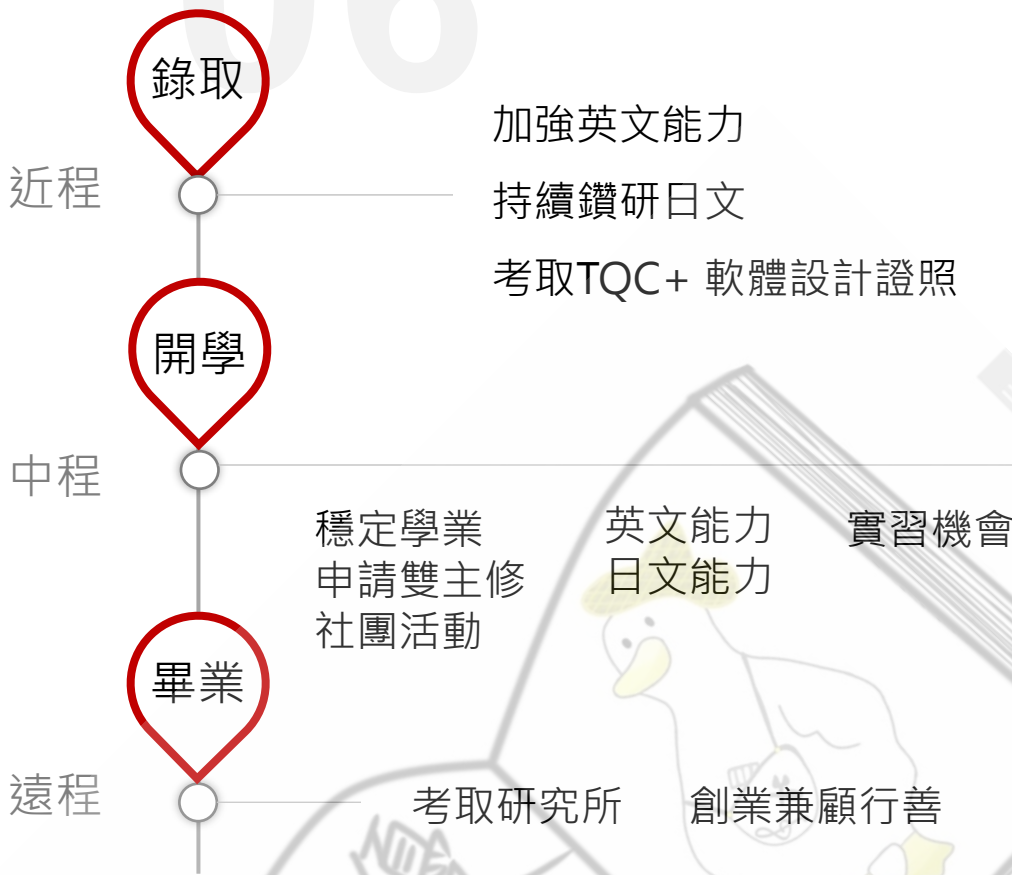 06
錄取
近程
加強英文能力
持續鑽研日文
考取TQC+ 軟體設計證照
開學
中程
穩定學業
申請雙主修
社團活動
英文能力
日文能力
實習機會
畢業
遠程
考取研究所
創業兼顧行善